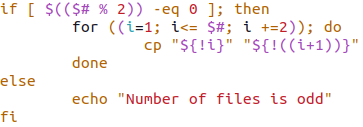 if [ $(($# % 2)) -eq 0 ]; then
        for ((i=1; i<= $#; i +=2)); do
                cp "${!i}" "${!((i+1))}"
        done
else
        echo "Number of files is odd"
fi